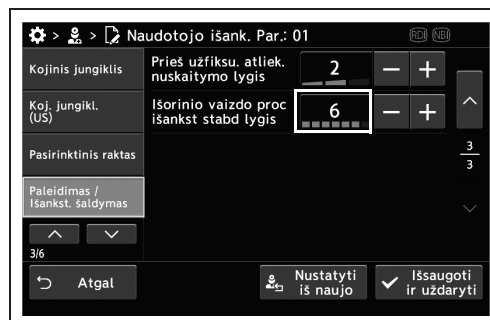 > > Naudotojo išank. Par.: 01
RDI NBI
Kojinis jungiklis
Koj. jungikl.
(US)
Pasirinktinis raktas
Paleidimas /
Išankst. šaldymas
3/6
Prieš užfiksu. atliek.
nuskaitymo lygis
2
− +
Išorinio vaizdo proc
išankst stabd lygis
6
− +
3
3
Atgal
Nustatyti
iš naujo
Išsaugoti
ir uždaryti